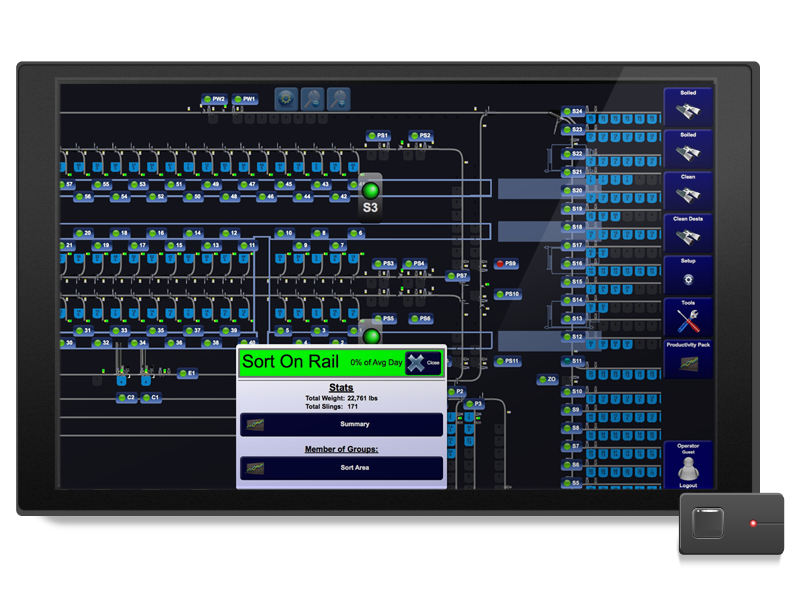 PW2 PW1
PS1 PS2
S24
S23
S22
S21
S20
S19
S18
S17
S16
S15
S14
S13
S12
S11
S10
S9
S8
S7
S6
S5
57 55 53 51 49 47 45 43
56 54 52 50 48 46 44 42
S3
20 18 16 14 12 10 8 6
21 19 17 15 13 11 9 7
PS3 PS4
PS7
PS9
PS10
PS5 PS6
31 33 35 37 39 5 3
30 32 34 36 38
PS11
ZO
E1
C2 C1
P2
P3
Sort On Rail 0% of Avg Day Close
Stats
Total Weight: 22,761 lbs
Total Slings: 171
Summary
Member of Groups:
Sort Area
Soiled
Soiled
Clean
Clean Dests
Setup
Tools
Productivity Pack
Operator
Guest
Logout